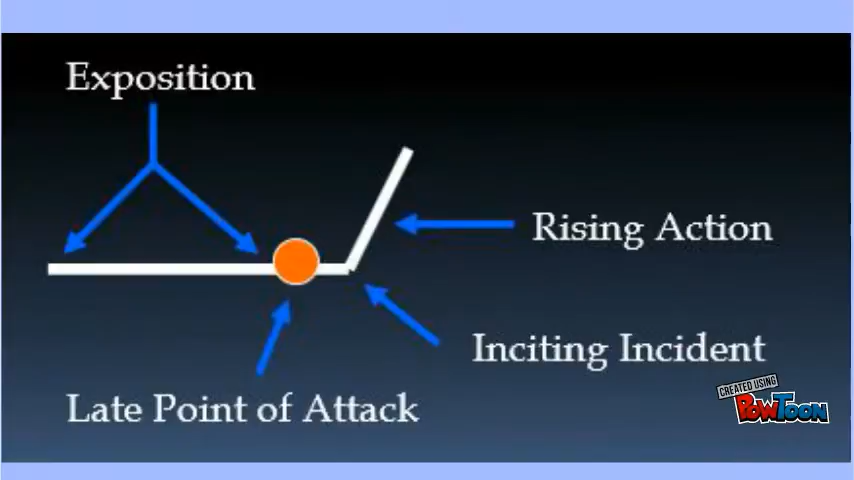 Exposition
Rising Action
Inciting Incident
Late Point of Attack
CREATED USING
POWTOON